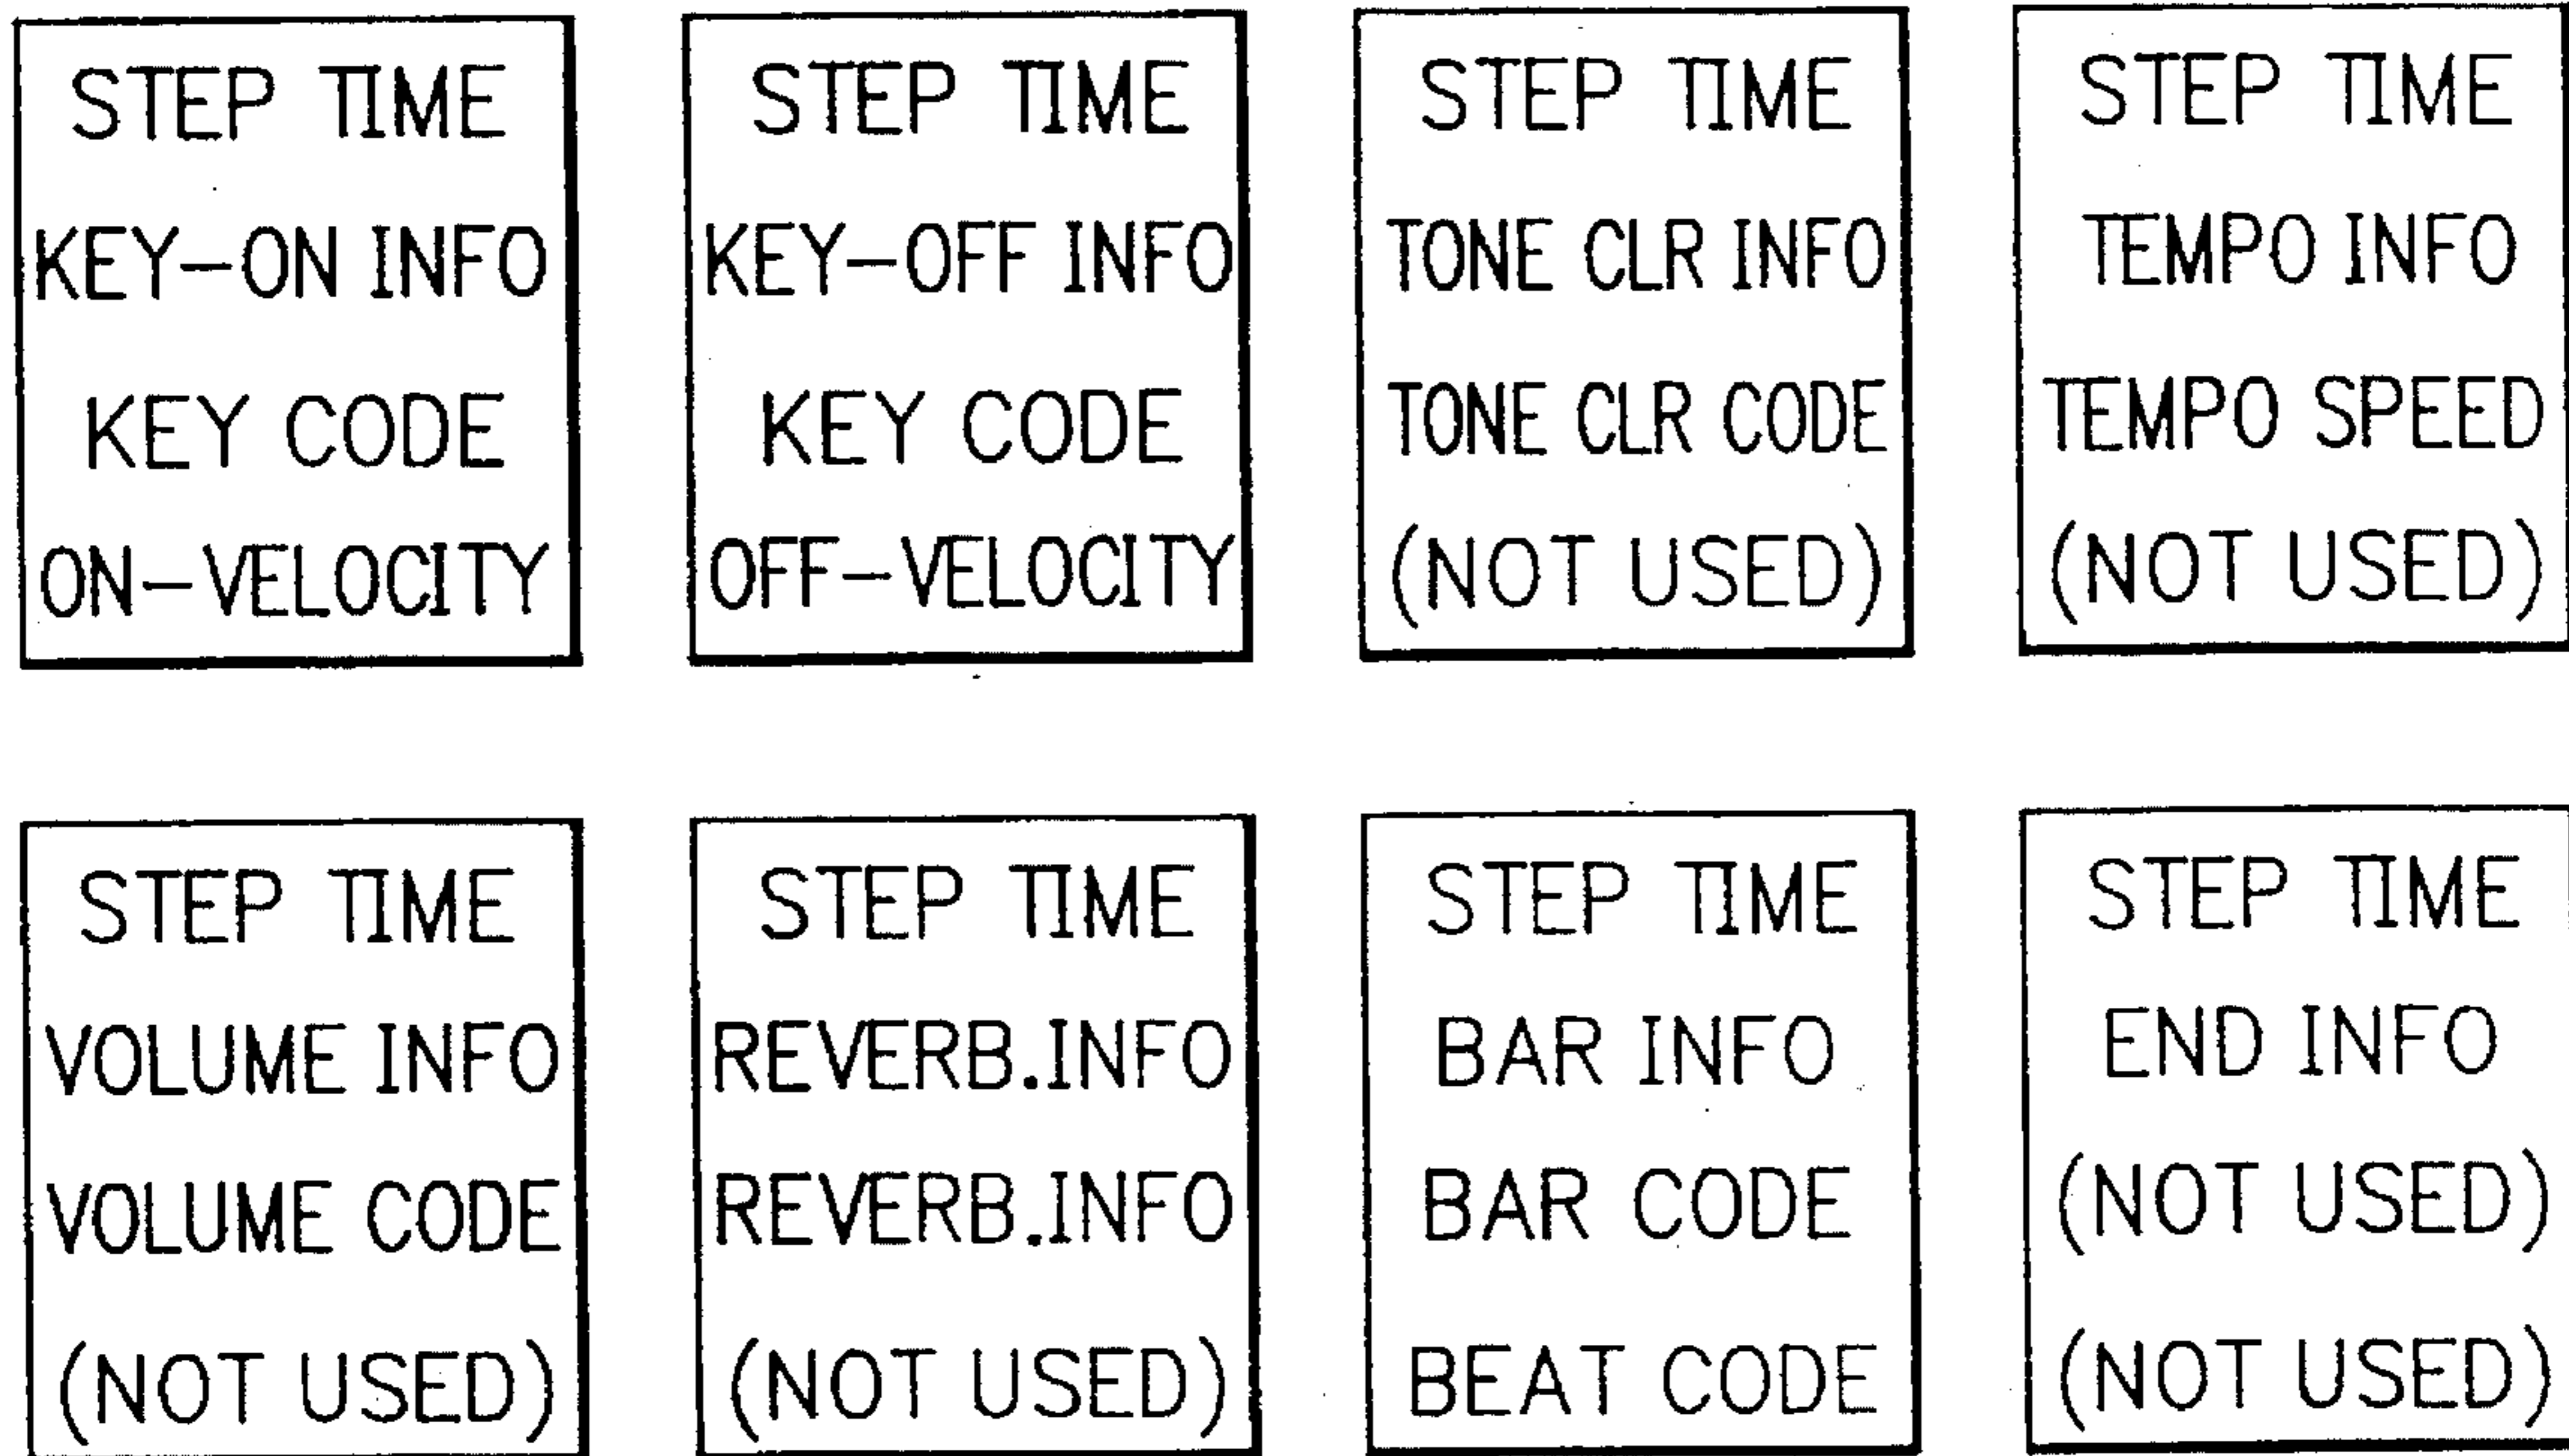 STEP TIME
KEY-ON INFO
KEY CODE
ON-VELOCITY
STEP TIME
KEY-OFF INFO
KEY CODE
OFF-VELOCITY
STEP TIME
TONE CLR INFO
TONE CLR CODE
(NOT USED)
STEP TIME
TEMPO INFO
TEMPO SPEED
(NOT USED)
STEP TIME
VOLUME INFO
VOLUME CODE
(NOT USED)
STEP TIME
REVERB.INFO
REVERB.INFO
(NOT USED)
STEP TIME
BAR INFO
BAR CODE
BEAT CODE
STEP TIME
END INFO
(NOT USED)
(NOT USED)